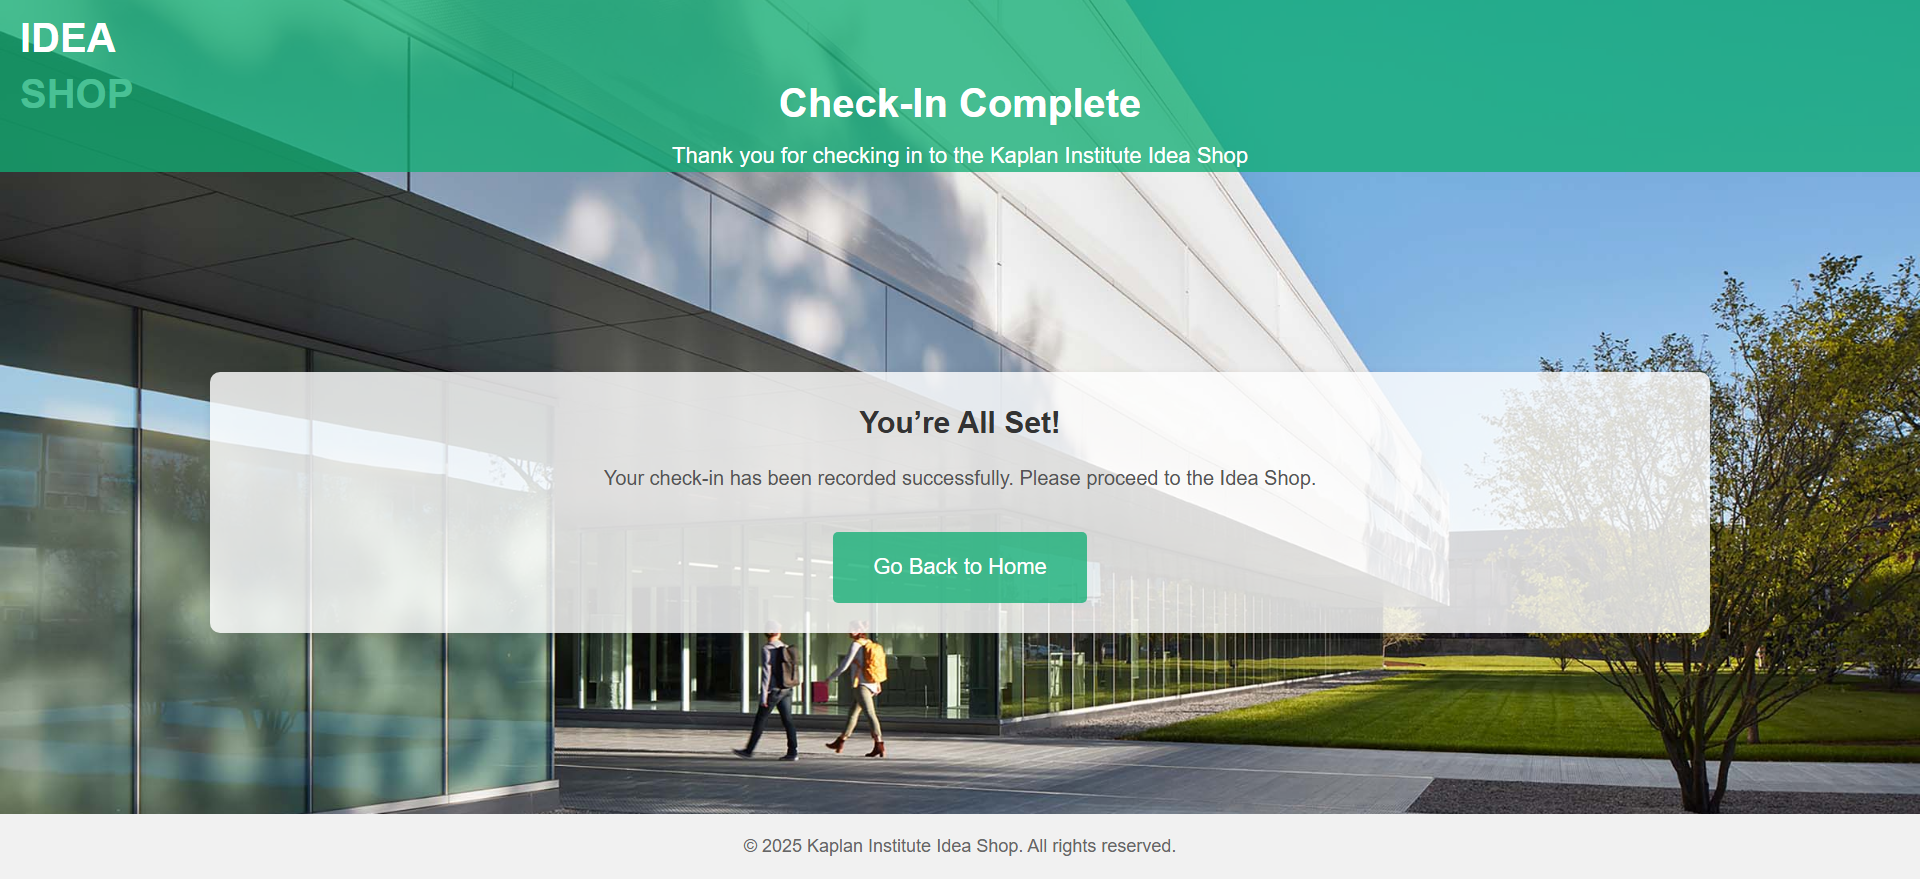 IDEA
SHOP
Check-In Complete
Thank you for checking in to the Kaplan Institute Idea Shop
You’re All Set!
Your check-in has been recorded successfully. Please proceed to the Idea Shop.
Go Back to Home
© 2025 Kaplan Institute Idea Shop. All rights reserved.